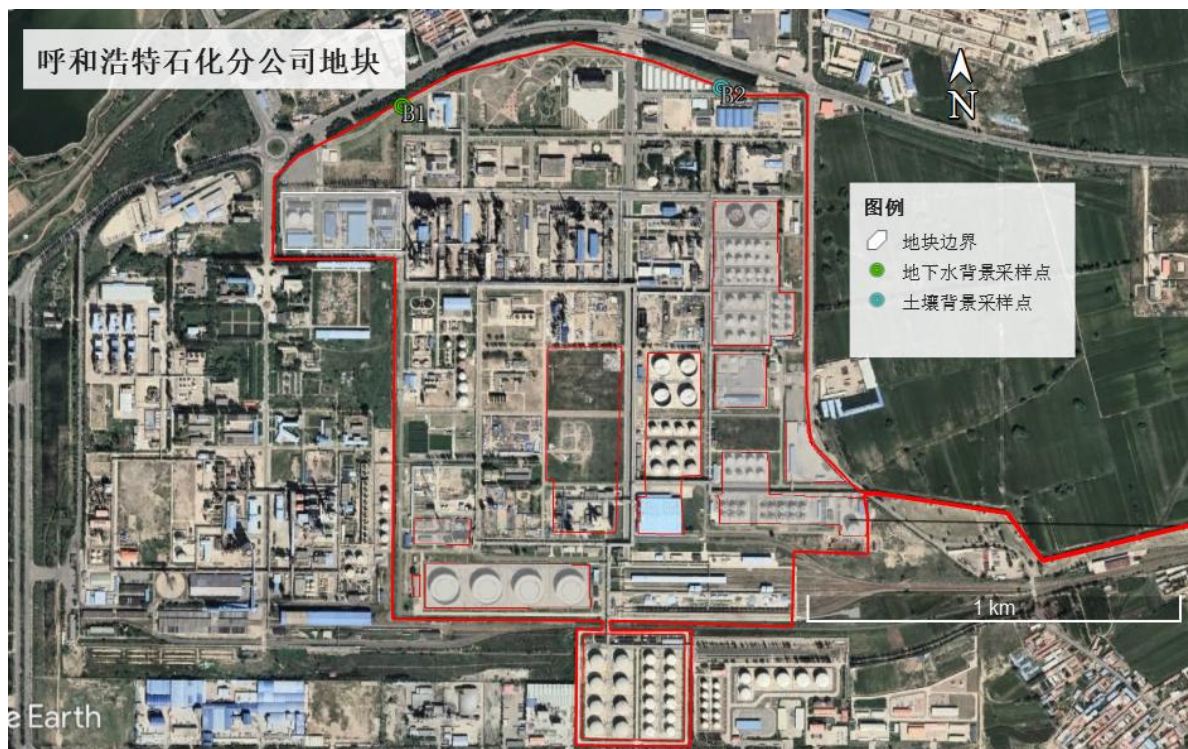 呼和浩特石化分公司地块
B1
B2
N
图例
地块边界
地下水背景采样点
土壤背景采样点
1 km
e Earth